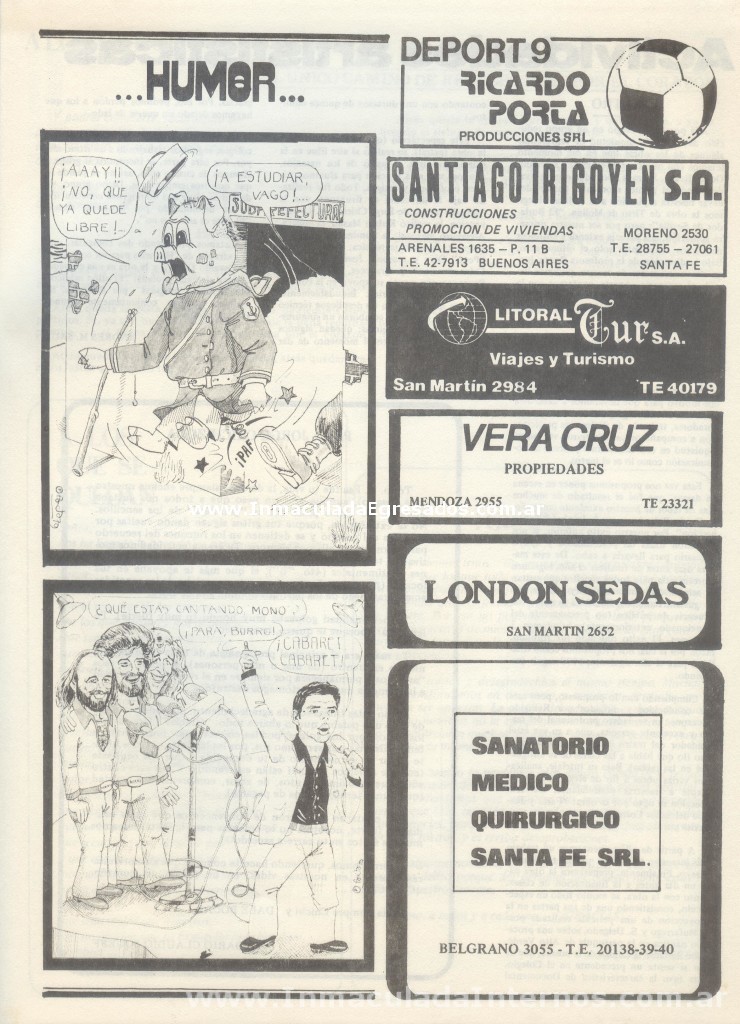 ...HUMOR...
¡AAAY!!
¡NO, QUE
YA QUEDE
LIBRE!
¡A ESTUDIAR,
VAGO!...
SUBPREFECTURA
¡PAF!
¿QUÉ ESTÁS CANTANDO, MONO?
¡PARÁ, BURRO!
¡CABARET,
CABARET!
DEPORT 9
RICARDO
PORTA
PRODUCCIONES SRL
SANTIAGO IRIGOYEN S.A.
CONSTRUCCIONES
PROMOCION DE VIVIENDAS
ARENALES 1635 – P. 11 B
T.E. 42-7913 BUENOS AIRES
MORENO 2530
T.E. 28755 – 27061
SANTA FE
LITORAL
Tur S.A.
Viajes y Turismo
San Martín 2984 TE 40179
VERA CRUZ
PROPIEDADES
MENDOZA 2955 TE 23321
www.InmaculadaEgresados.com.ar
LONDON SEDAS
SAN MARTIN 2652
SANATORIO
MEDICO
QUIRURGICO
SANTA FE SRL.
BELGRANO 3055 - T.E. 20138-39-40
www.InmaculadaInternos.com.ar